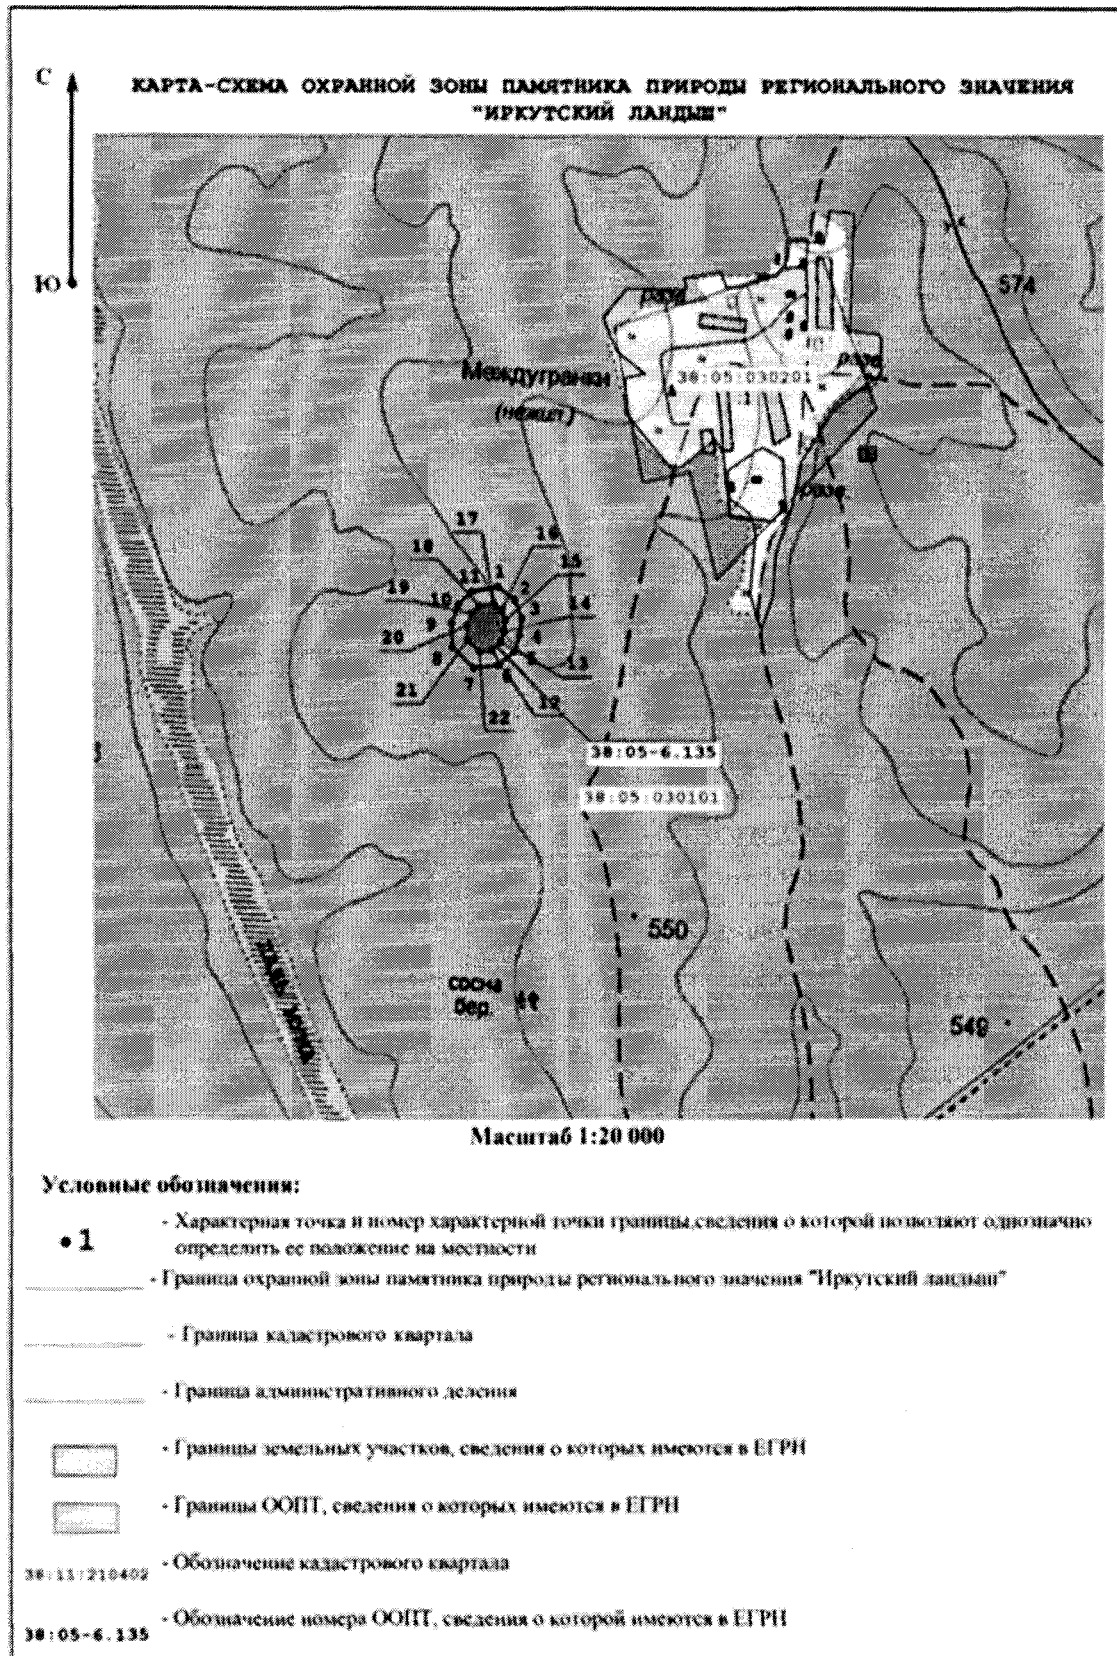 С
КАРТА-СХЕМА ОХРАННОЙ ЗОНЫ ПАМЯТНИКА ПРИРОДЫ РЕГИОНАЛЬНОГО ЗНАЧЕНИЯ
"ИРКУТСКИЙ ЛАНДЫШ"
Ю
574
разв.
разв.
Междугранки
38:05:030201
(нежил.)
разв.
17
16
18
15
11
1
2
19
10
3
14
9
4
20
8
5
13
7
6
21
12
22
38:05-6.135
38:05:030101
550
сосна
бер.
549
Масштаб 1:20 000
Условные обозначения:
1
- Характерная точка и номер характерной точки границы,сведения о которой позволяют однозначно
определить ее положение на местности
- Граница охранной зоны памятника природы регионального значения "Иркутский ландыш"
- Граница кадастрового квартала
- Граница административного деления
- Границы земельных участков, сведения о которых имеются в ЕГРН
- Границы ООПТ, сведения о которых имеются в ЕГРН
38:11:210402 - Обозначение кадастрового квартала
38:05-6.135 - Обозначение номера ООПТ, сведения о которой имеются в ЕГРН